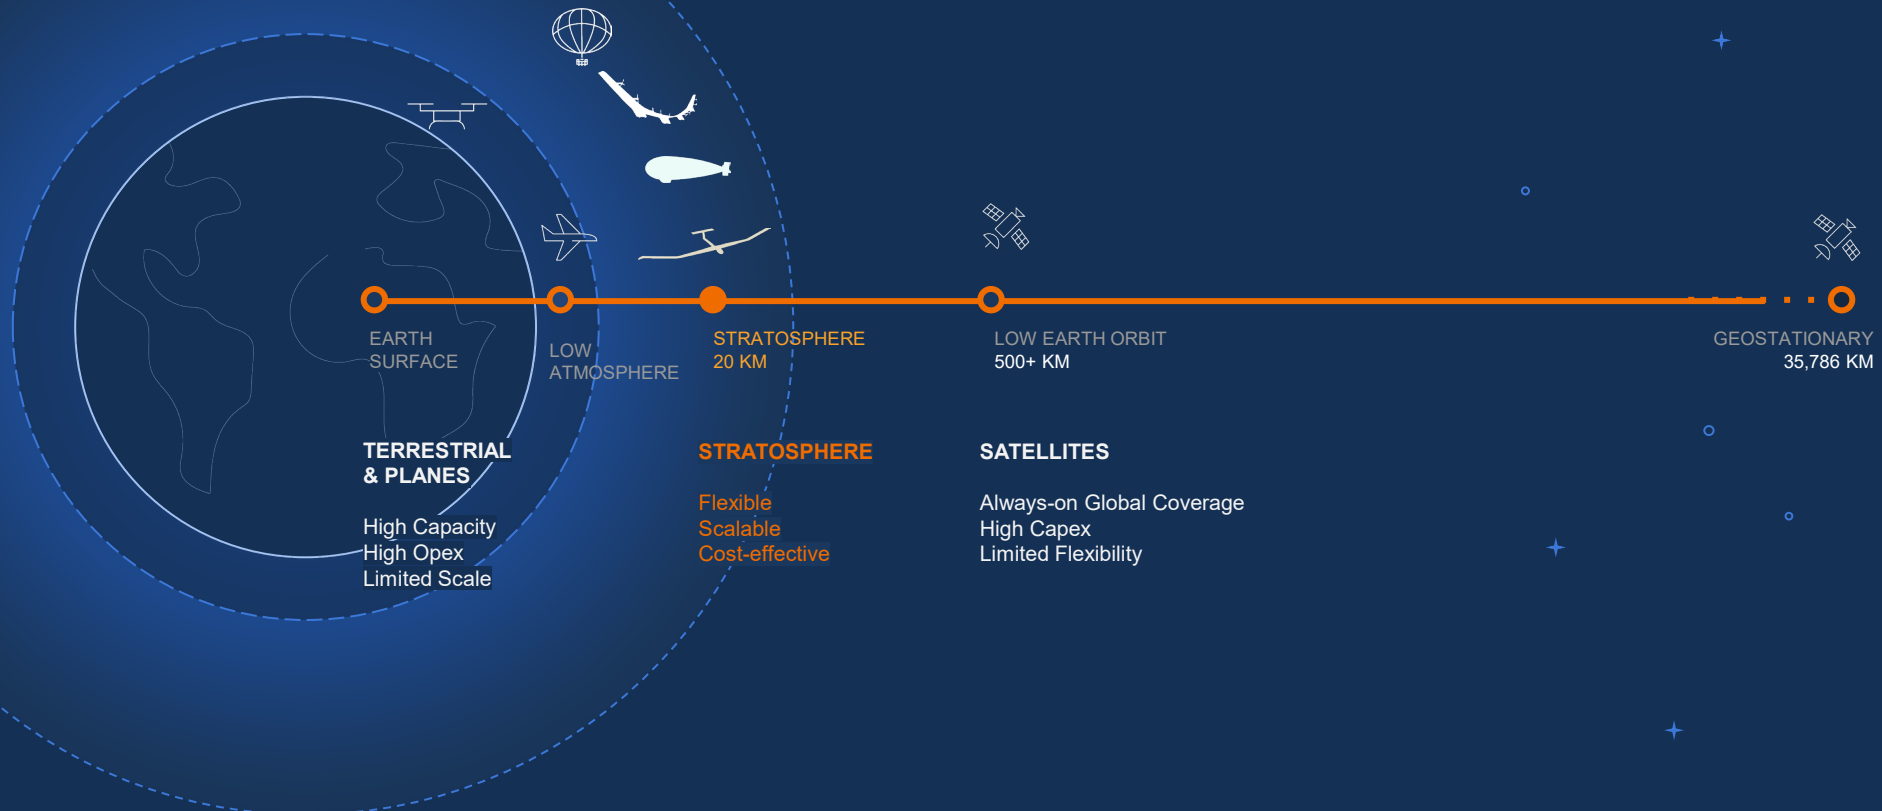 EARTH
SURFACE
LOW
ATMOSPHERE
STRATOSPHERE
20 KM
LOW EARTH ORBIT
500+ KM
GEOSTATIONARY
35,786 KM
TERRESTRIAL
& PLANES
High Capacity
High Opex
Limited Scale
STRATOSPHERE
Flexible
Scalable
Cost-effective
SATELLITES
Always-on Global Coverage
High Capex
Limited Flexibility